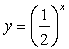 y = (1/2)^x